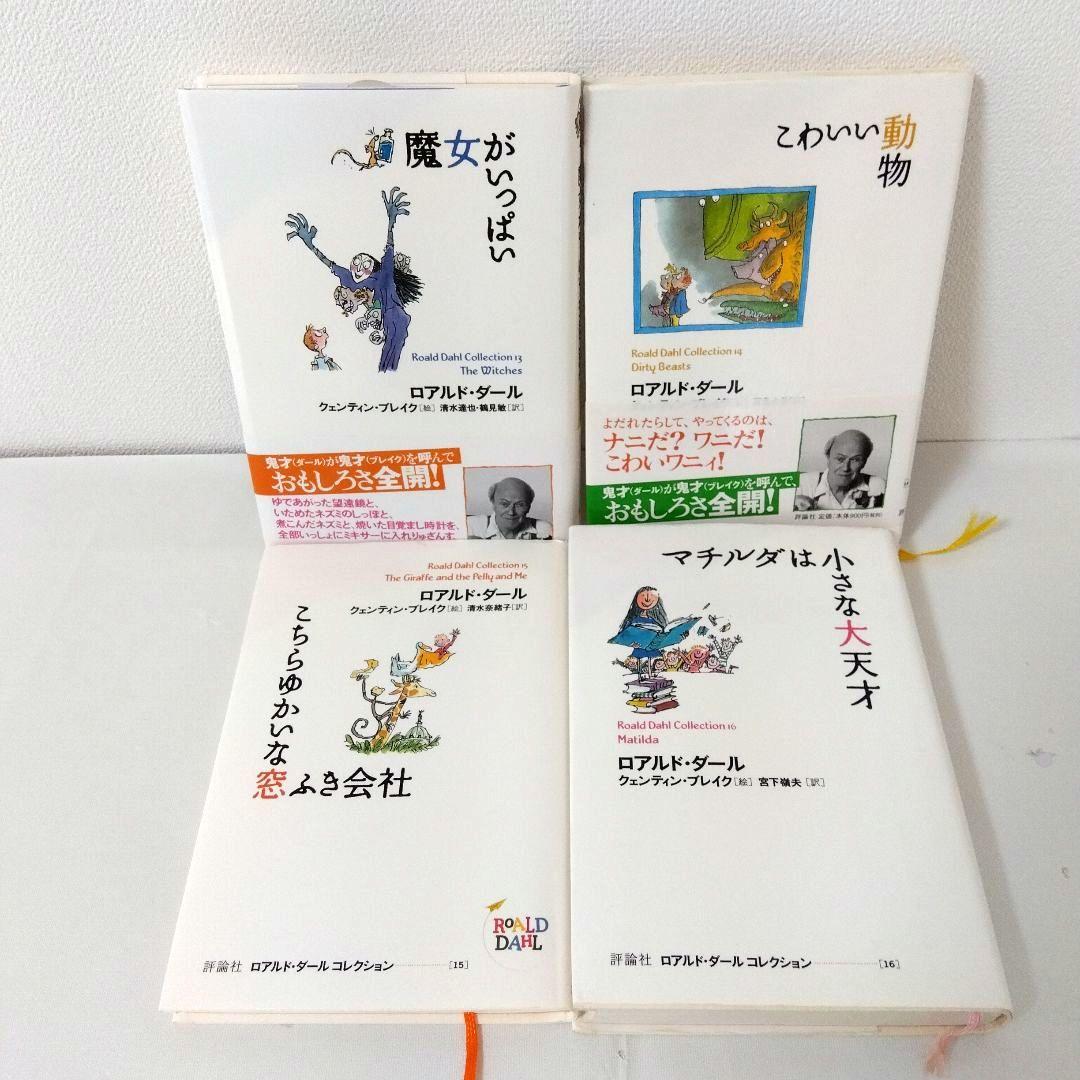 魔女がいっぱい
Roald Dahl Collection 13
The Witches
ロアルド・ダール
クェンティン・ブレイク[絵] 清水達也・鶴見敏[訳]
鬼才(ダール)が鬼才(ブレイク)を呼んで
おもしろさ全開!
ゆであがった望遠鏡と、
いためたネズミのしっぽと、
煮こんだネズミと、焼いた目覚まし時計を、
全部いっしょにミキサーに入れりゅざんす
こわいい動物
Roald Dahl Collection 14
Dirty Beasts
ロアルド・ダール
よだれたらして、やってくるのは、
ナニだ? ワニだ!
こわいワニィ!
鬼才(ダール)が鬼才(ブレイク)を呼んで、
おもしろさ全開!
評論社 定価:本体900円(税別)
Roald Dahl Collection 15
The Giraffe and the Pelly and Me
ロアルド・ダール
クェンティン・ブレイク[絵] 清水奈緒子[訳]
こちらゆかいな
窓ふき会社
ROALD
DAHL
評論社 ロアルド・ダール コレクション [15]
マチルダは小さな大天才
Roald Dahl Collection 16
Matilda
ロアルド・ダール
クェンティン・ブレイク[絵] 宮下嶺夫[訳]
評論社 ロアルド・ダール コレクション [16]